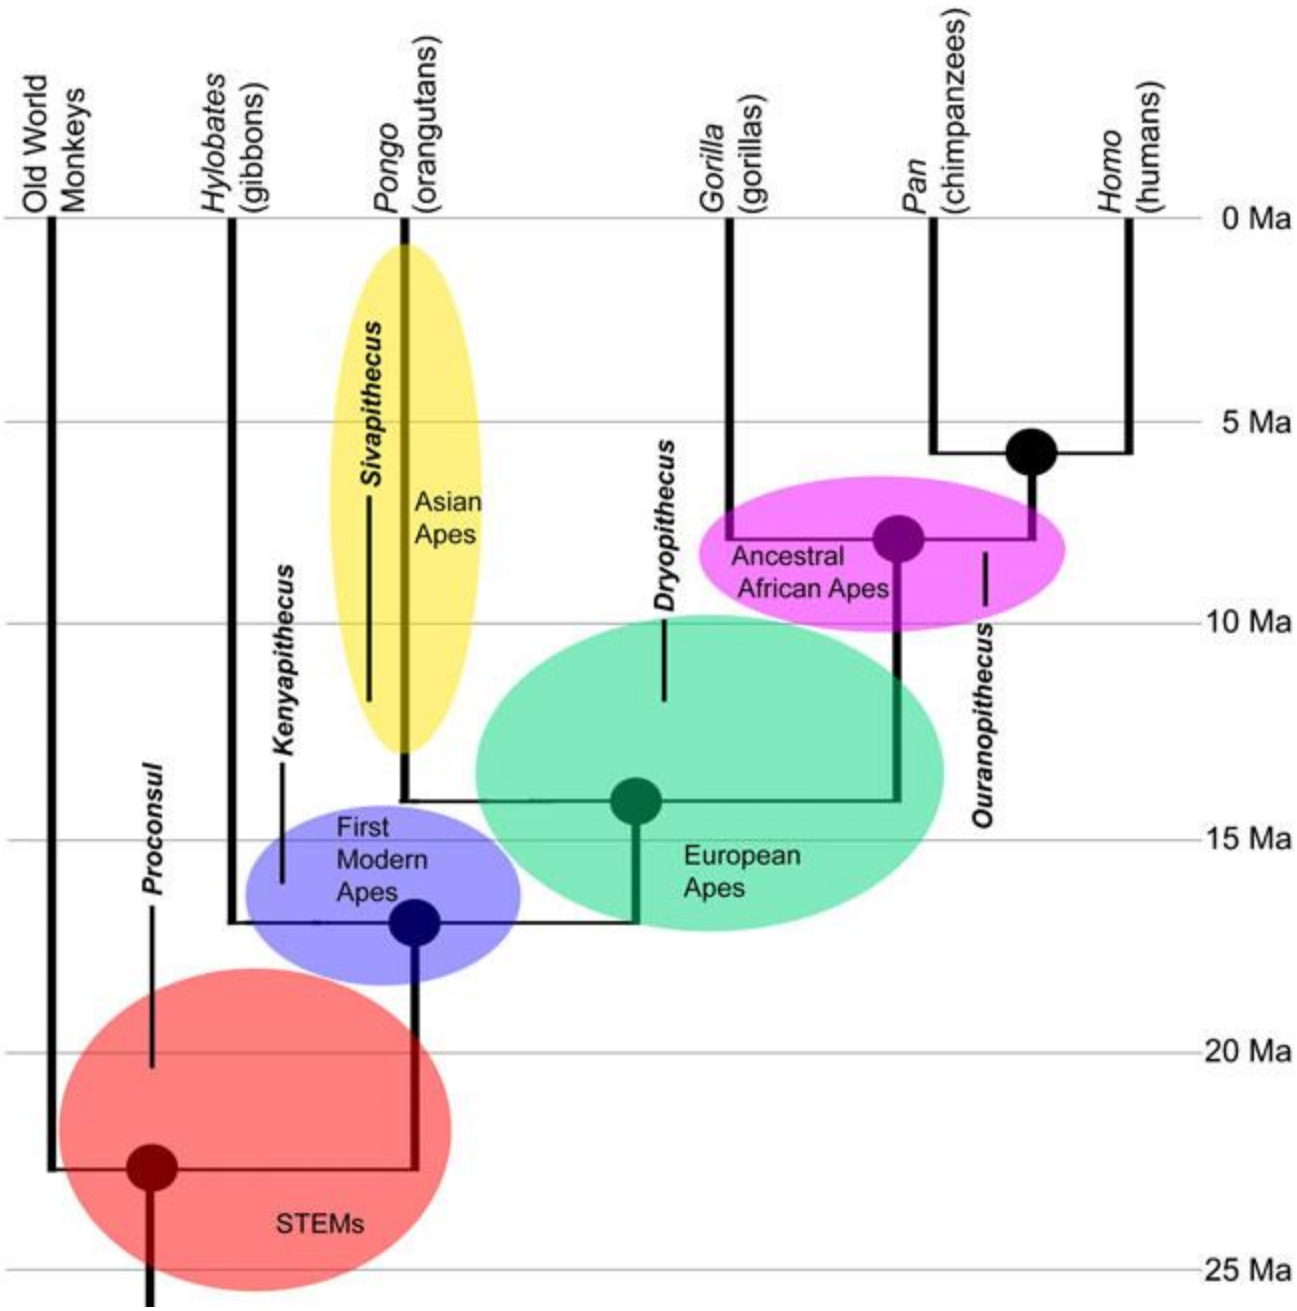 Old World
Monkeys
Hylobates
(gibbons)
Pongo
(orangutans)
Gorilla
(gorillas)
Pan
(chimpanzees)
Homo
(humans)
0 Ma
Sivapithecus
5 Ma
Asian
Apes
Dryopithecus
Ancestral
African Apes
Kenyapithecus
10 Ma
Ouranopithecus
Proconsul
First
Modern
Apes
15 Ma
European
Apes
20 Ma
STEMs
25 Ma